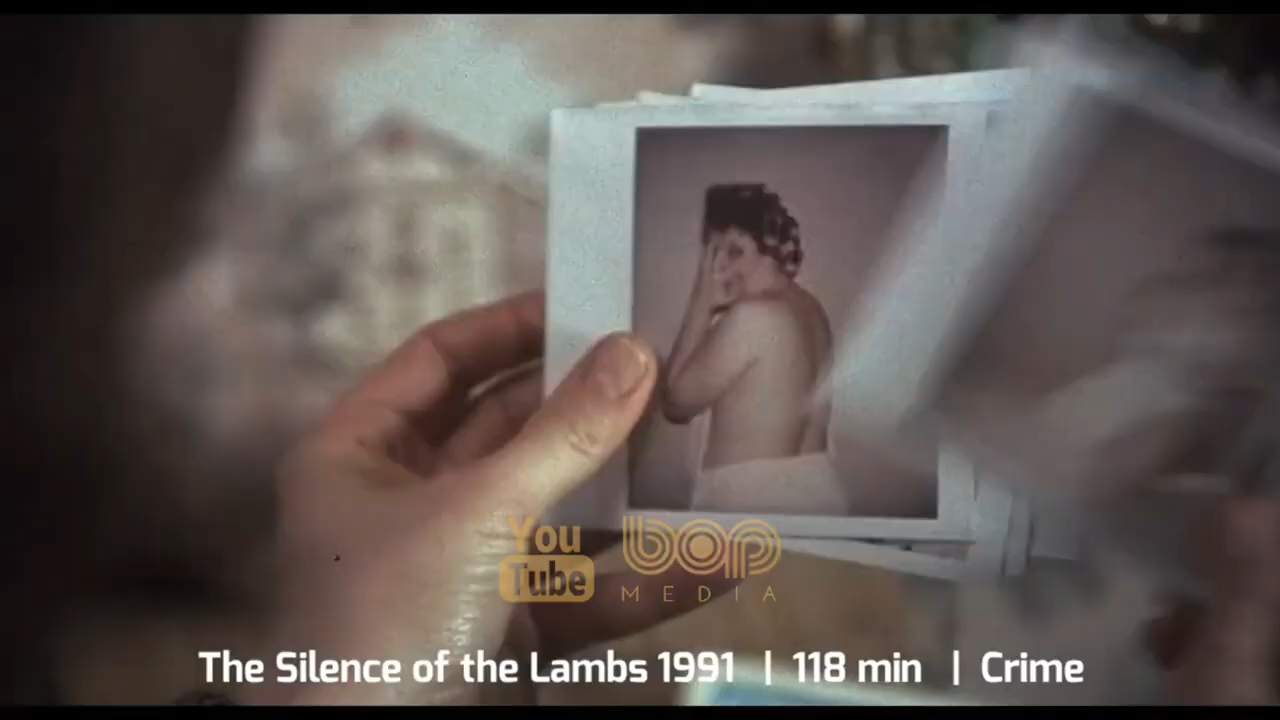 You
Tube
bop
MEDIA
The Silence of the Lambs 1991 | 118 min | Crime